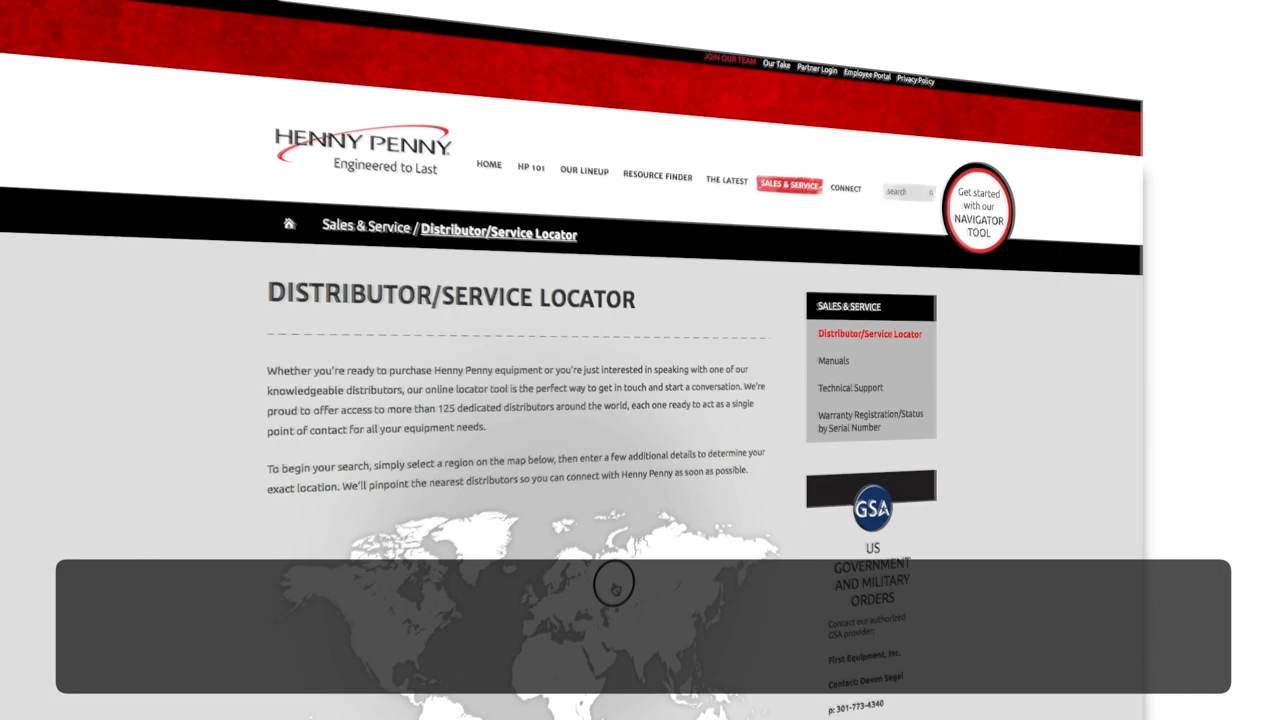 JOIN OUR TEAM Our Take Partner Login Employee Portal Privacy Policy
HENNY PENNY
Engineered to Last
HOME HP 101 OUR LINEUP RESOURCE FINDER THE LATEST SALES & SERVICE CONNECT search
Get started
with our
NAVIGATOR
TOOL
Sales & Service / Distributor/Service Locator
DISTRIBUTOR/SERVICE LOCATOR
Whether you're ready to purchase Henny Penny equipment or you're just interested in speaking with one of our
knowledgeable distributors, our online locator tool is the perfect way to get in touch and start a conversation. We're
proud to offer access to more than 125 dedicated distributors around the world, each one ready to act as a single
point of contact for all your equipment needs.
To begin your search, simply select a region on the map below, then enter a few additional details to determine your
exact location. We'll pinpoint the nearest distributors so you can connect with Henny Penny as soon as possible.
SALES & SERVICE
Distributor/Service Locator
Manuals
Technical Support
Warranty Registration/Status
by Serial Number
GSA
US
GOVERNMENT
AND MILITARY
ORDERS
Contact our authorized
GSA provider:
First Equipment, Inc.
Contact: Devon Segal
p: 301-773-4340